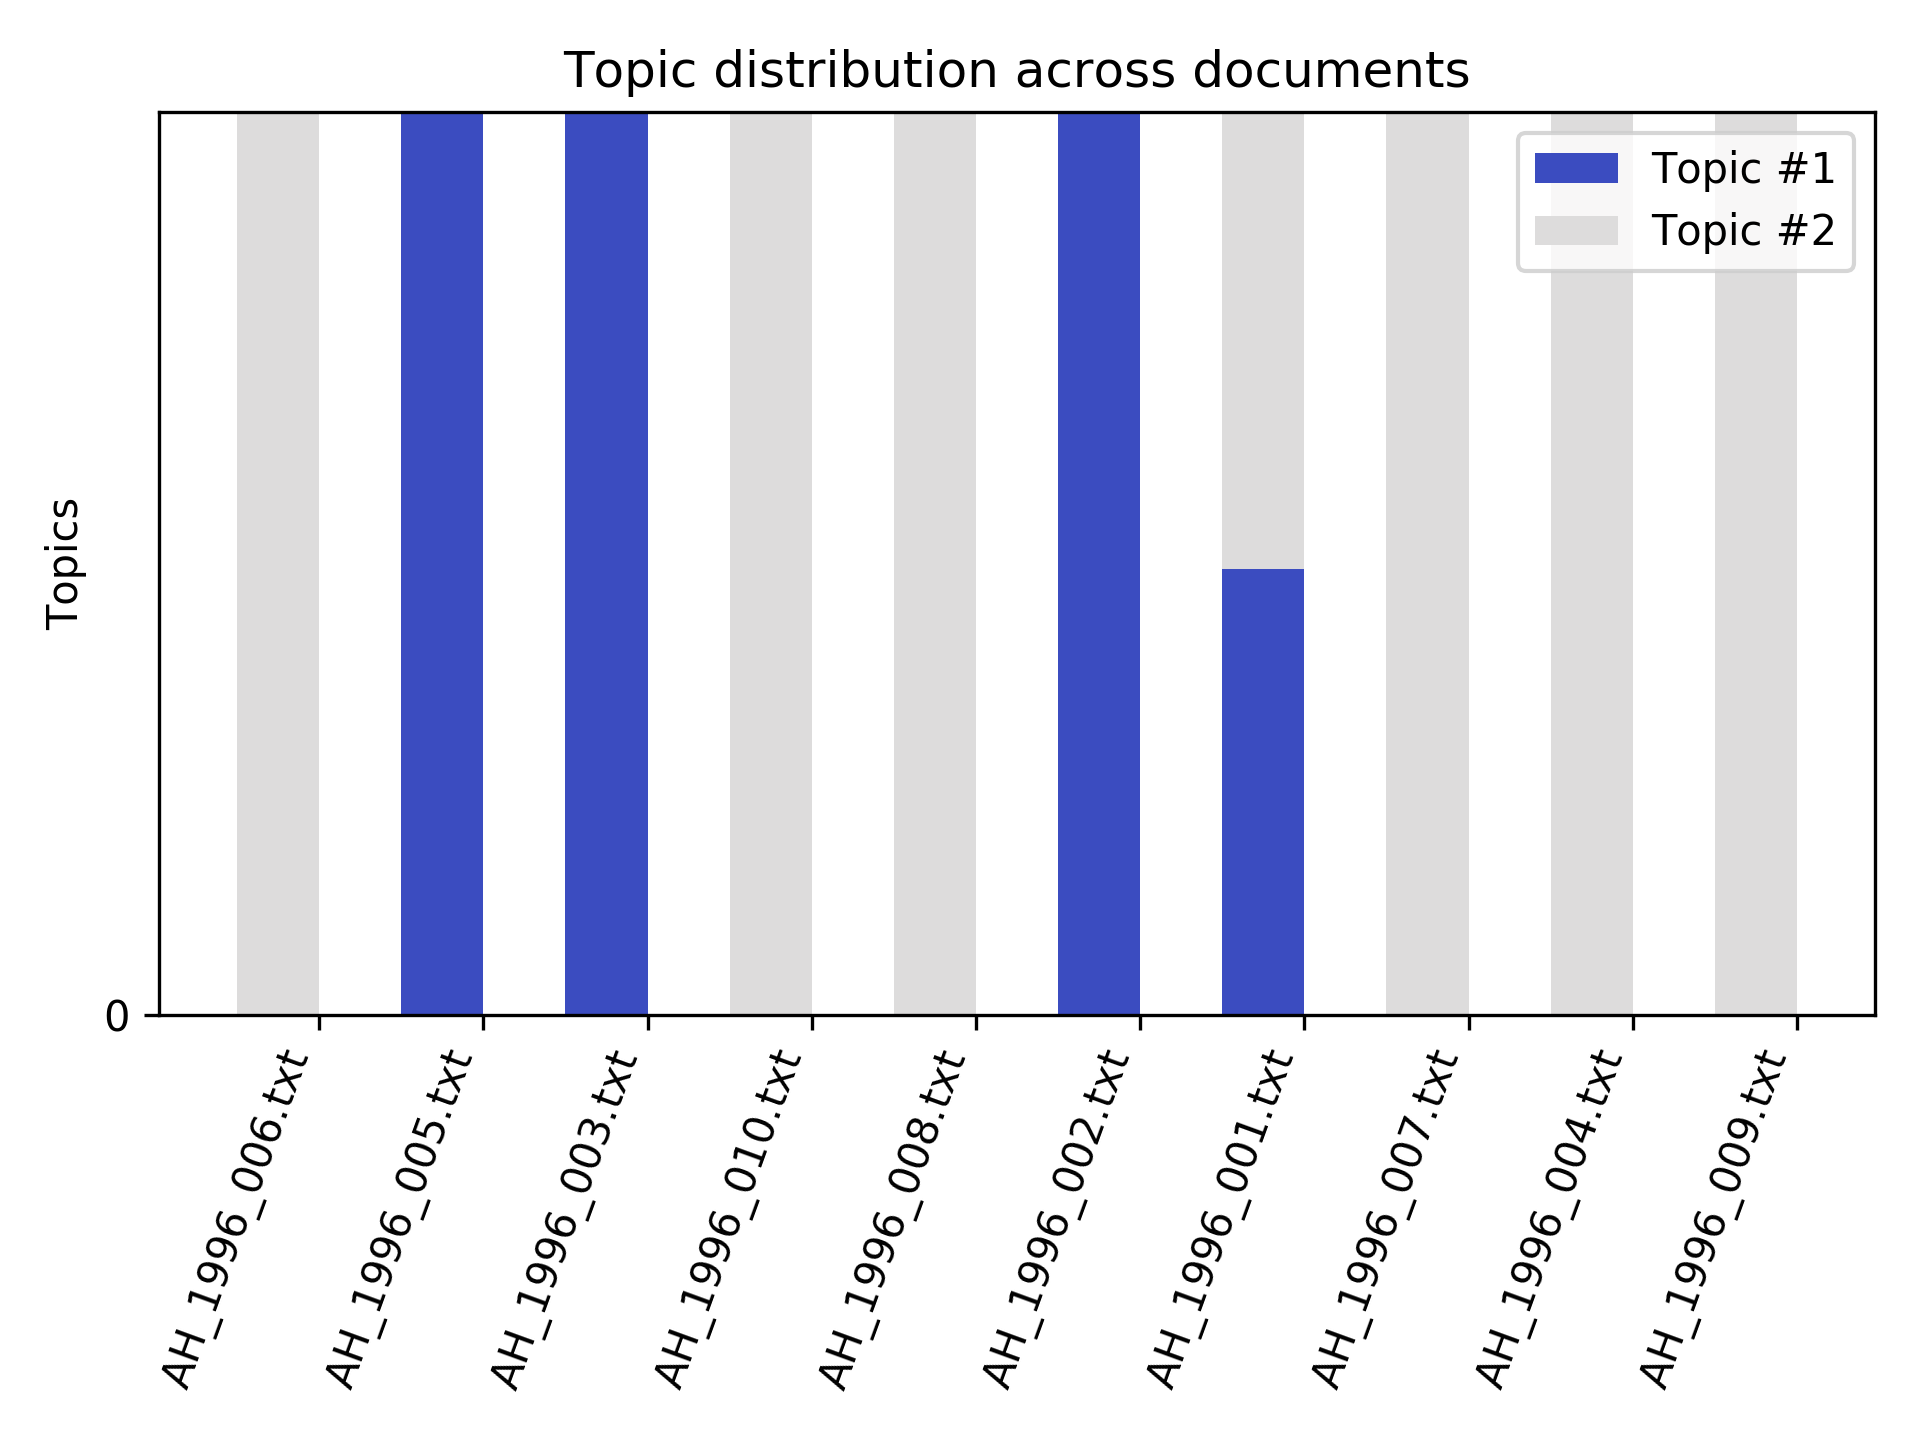 Topic distribution across documents
Topic #1
Topic #2
Topics
0
AH_1996_006.txt
AH_1996_005.txt
AH_1996_003.txt
AH_1996_010.txt
AH_1996_008.txt
AH_1996_002.txt
AH_1996_001.txt
AH_1996_007.txt
AH_1996_004.txt
AH_1996_009.txt